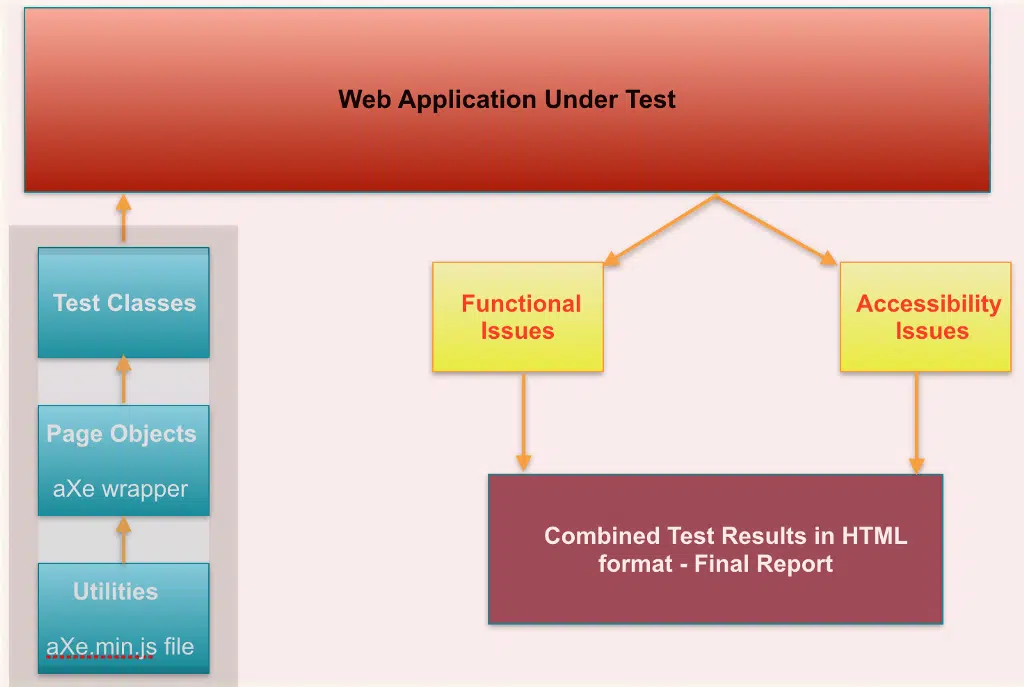 Web Application Under Test
Test Classes
Page Objects
aXe wrapper
Utilities
aXe.min.js file
Functional
Issues
Accessibility
Issues
Combined Test Results in HTML
format - Final Report